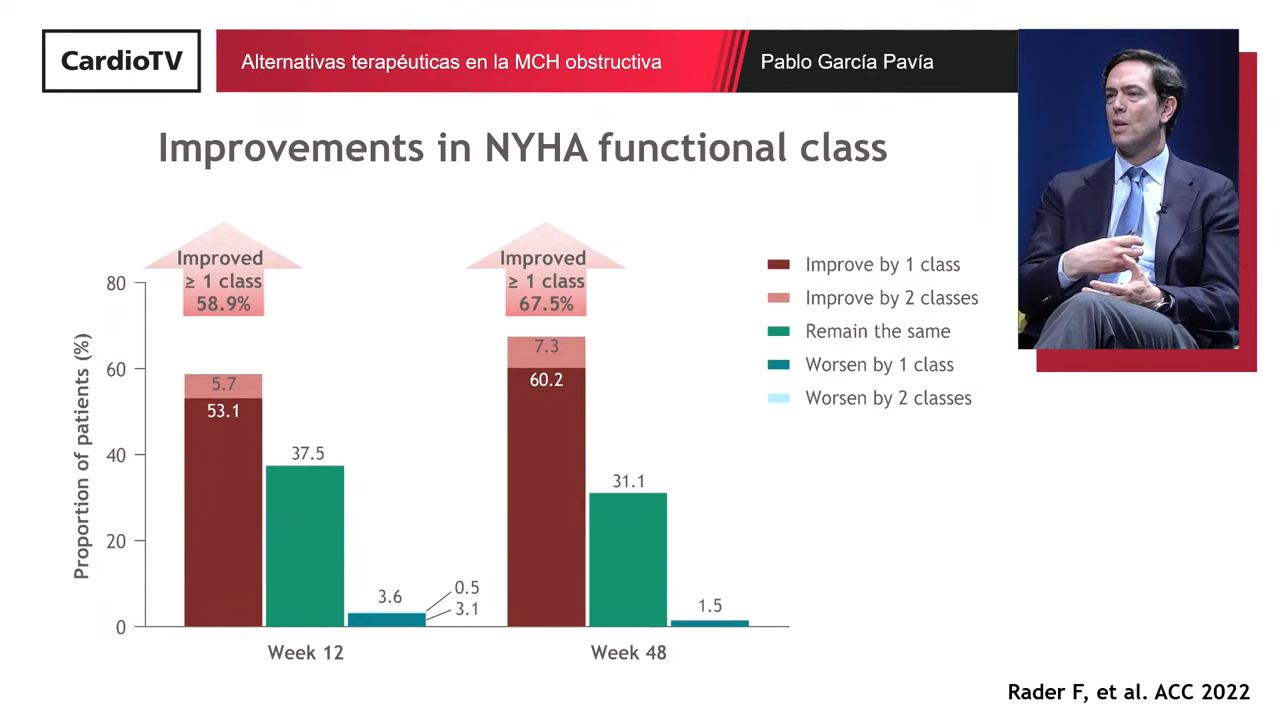 CardioTV
Alternativas terapéuticas en la MCH obstructiva
Pablo García Pavía
Improvements in NYHA functional class
Improved
≥ 1 class
58.9%
Improved
≥ 1 class
67.5%
Improve by 1 class
Improve by 2 classes
Remain the same
Worsen by 1 class
Worsen by 2 classes
Proportion of patients (%)
80
60
40
20
0
5.7
53.1
37.5
3.6
0.5
3.1
7.3
60.2
31.1
1.5
Week 12
Week 48
Rader F, et al. ACC 2022